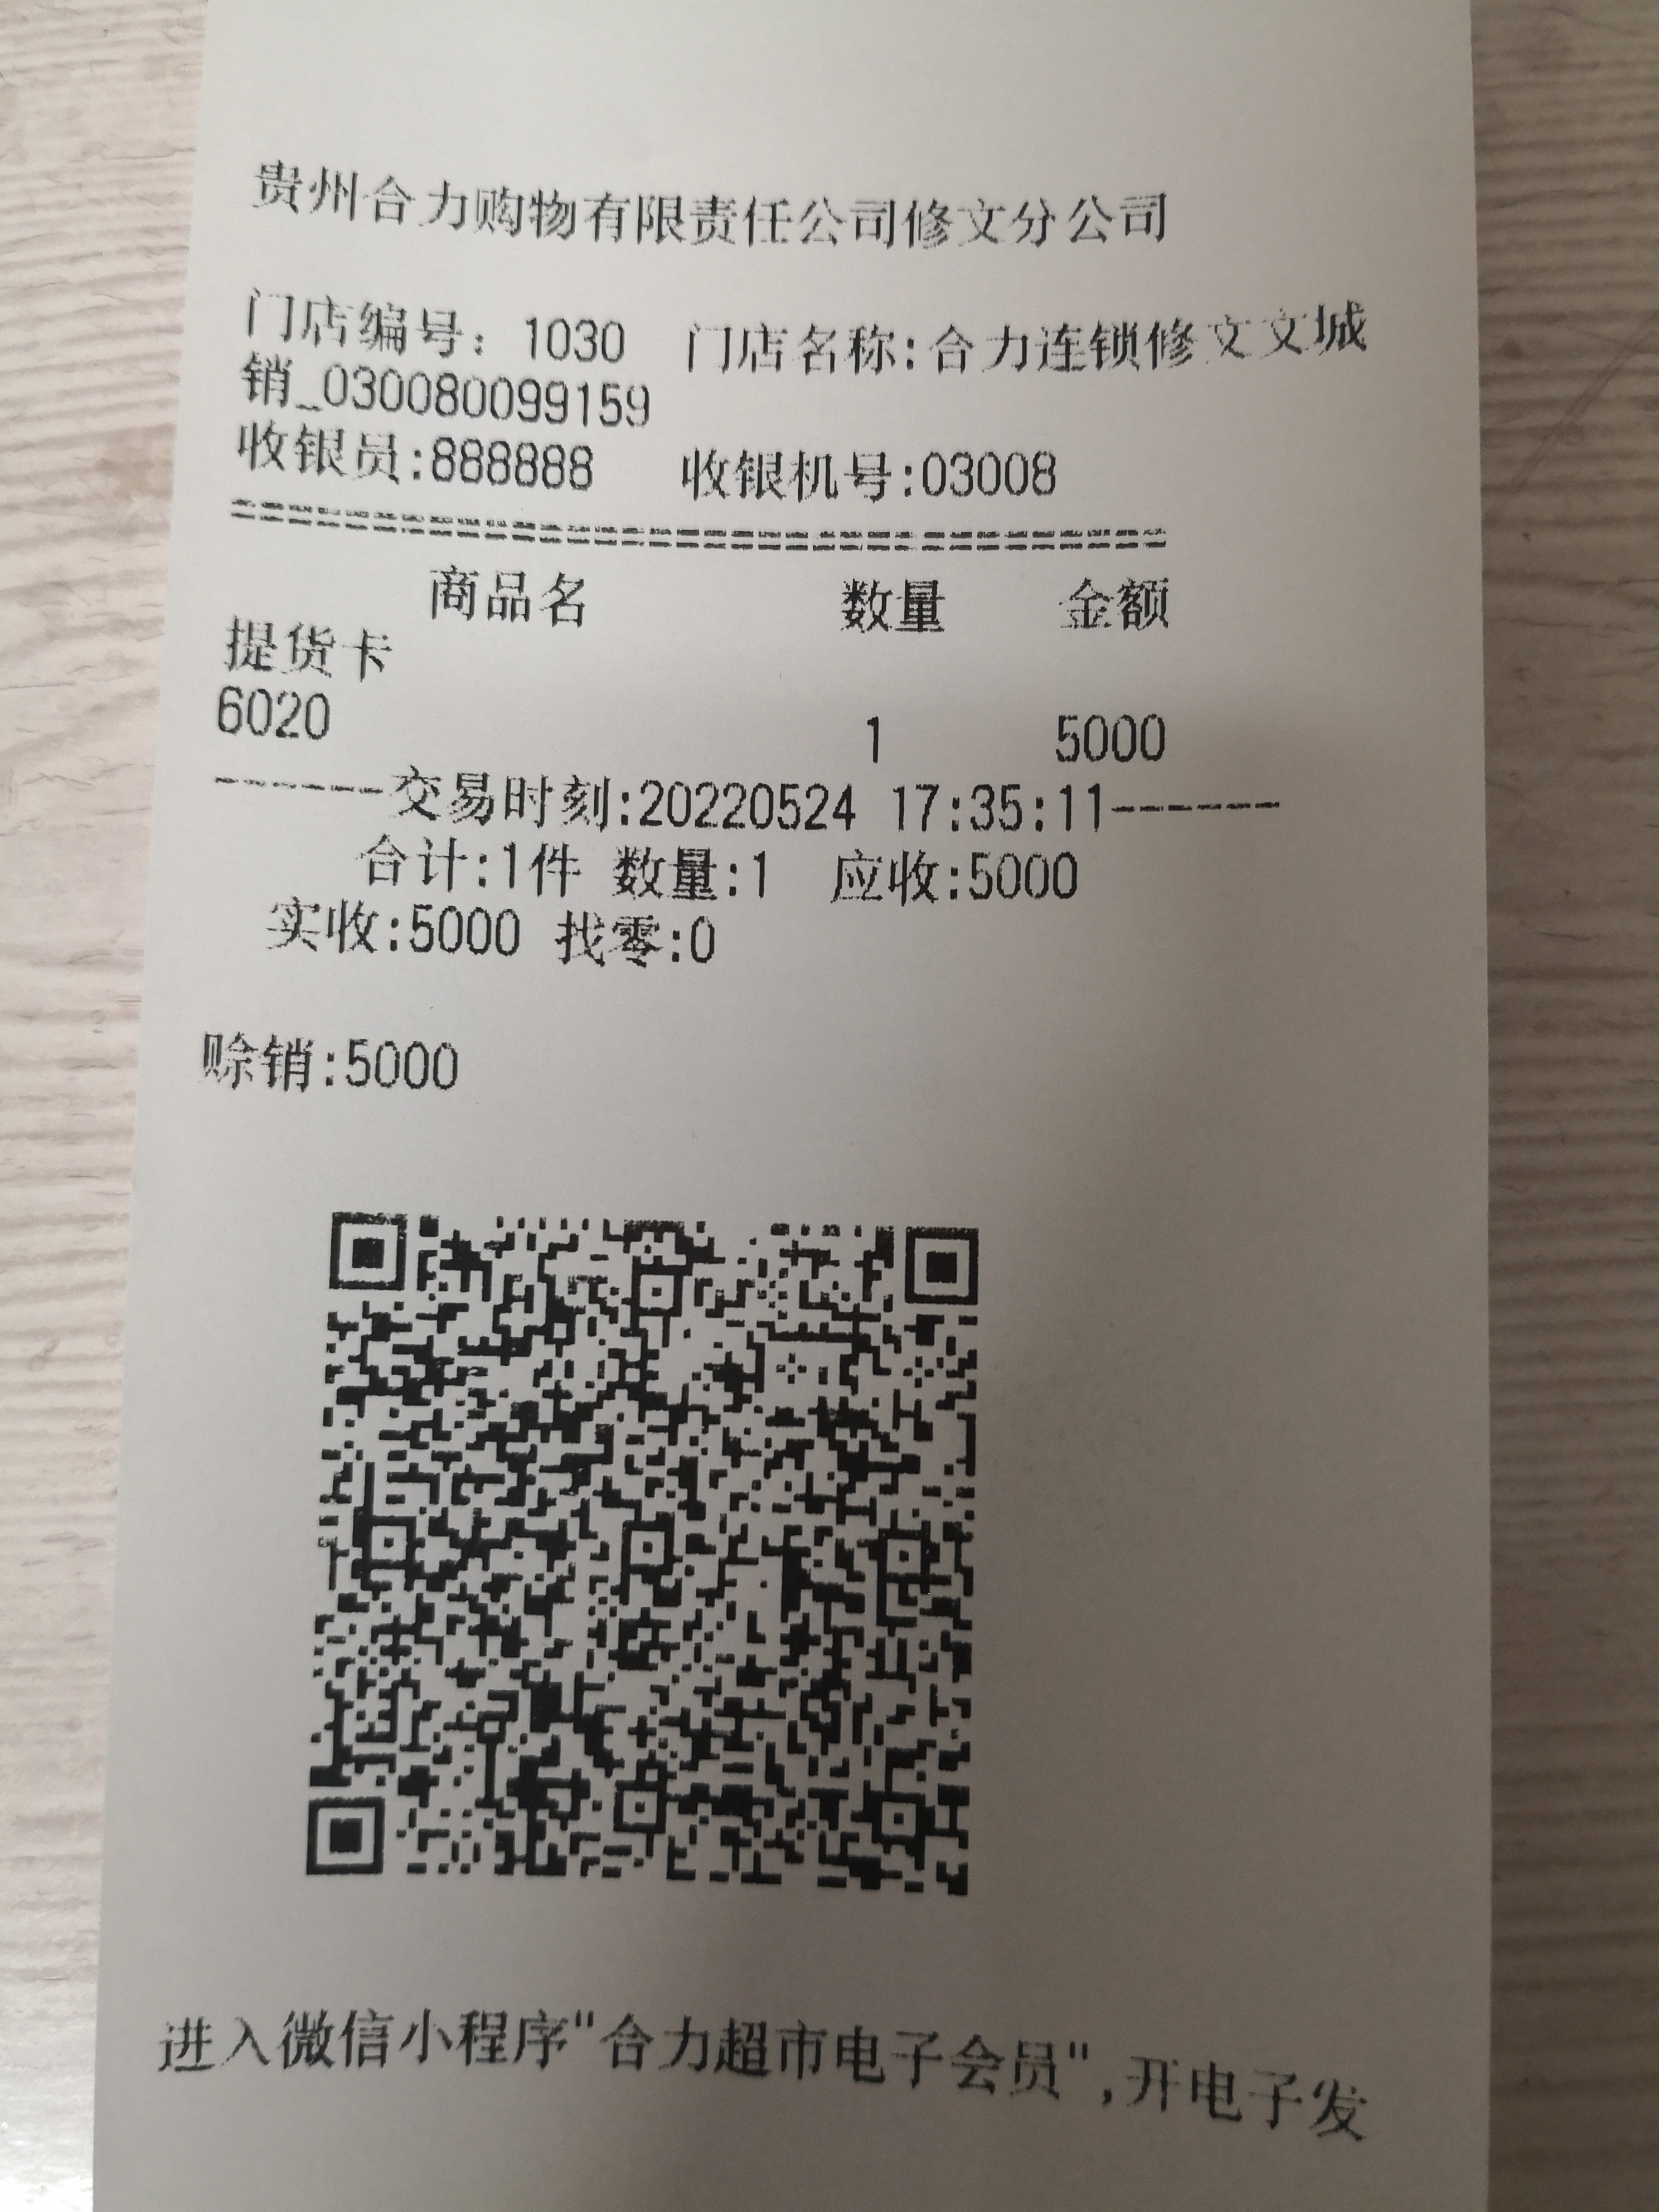 贵州合力购物有限责任公司修文分公司
门店编号：1030 门店名称:合力连锁修文文城
销_030080099159
收银员:888888 收银机号:03008
==================================
商品名 数量 金额
提货卡
6020 1 5000
------交易时刻:20220524 17:35:11------
合计:1件 数量:1 应收:5000
实收:5000 找零:0
赊销:5000
进入微信小程序"合力超市电子会员",开电子发